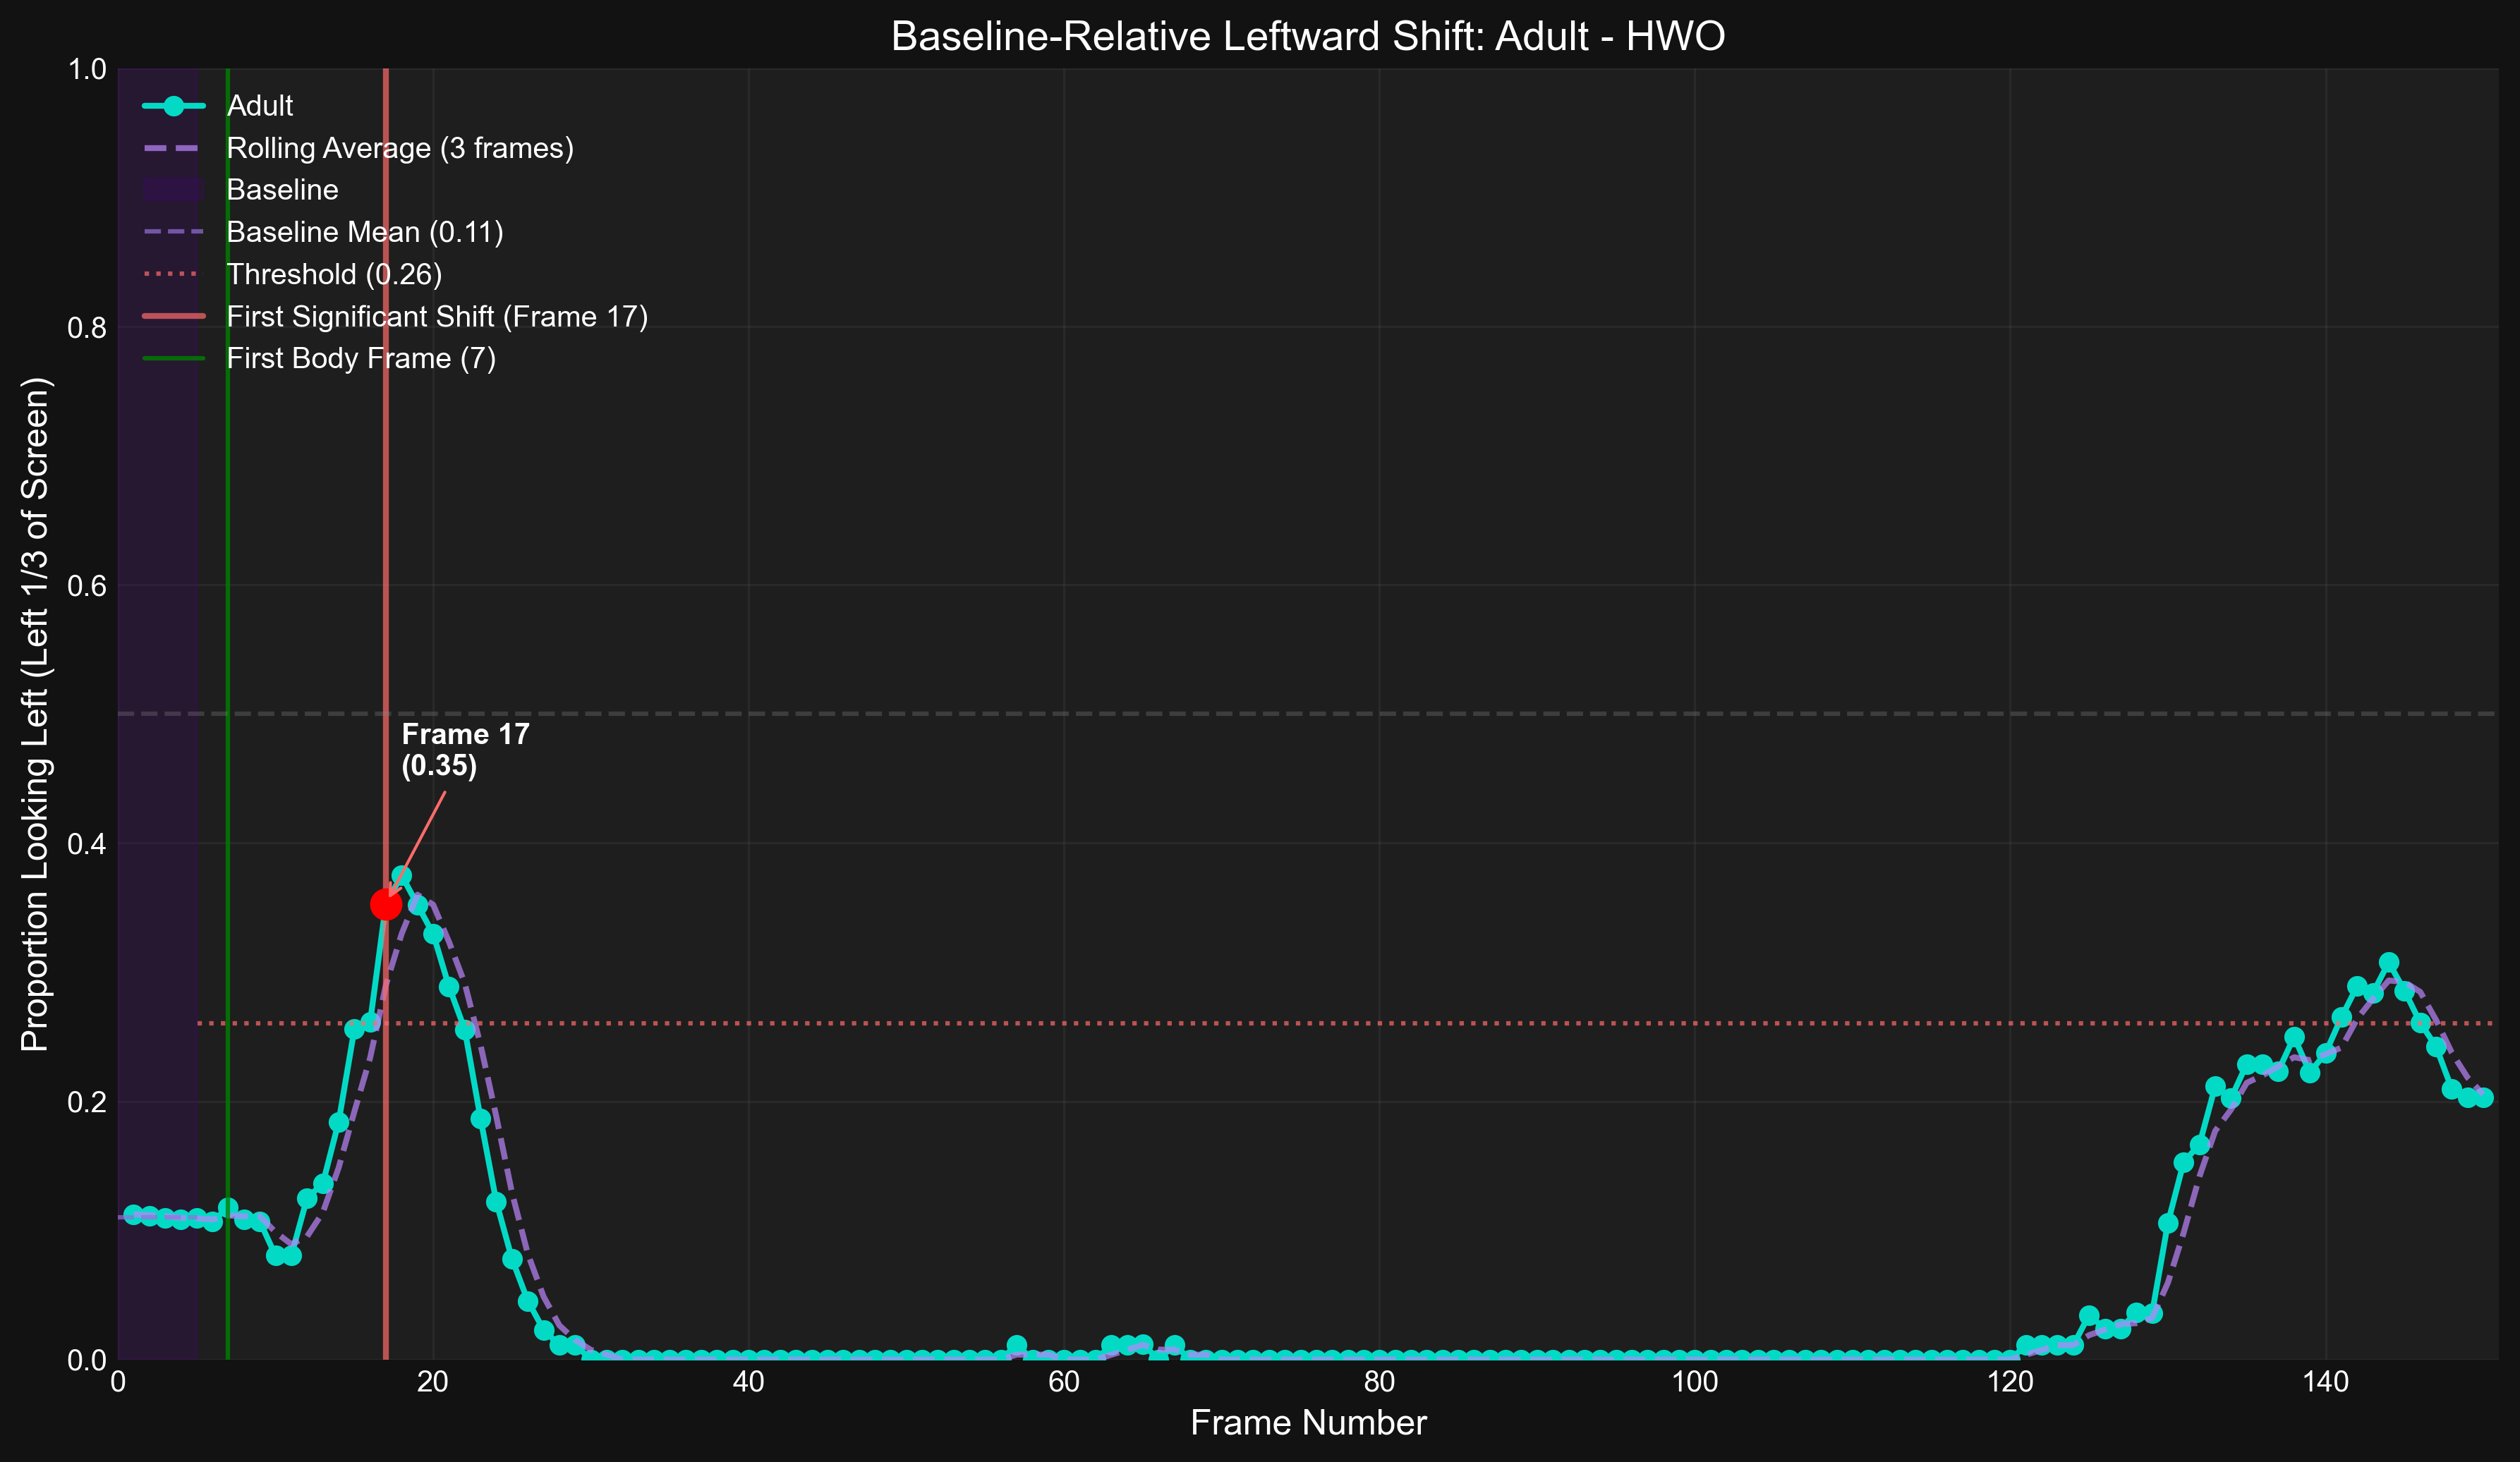 Baseline-Relative Leftward Shift: Adult - HWO
Proportion Looking Left (Left 1/3 of Screen)
1.0
0.8
0.6
0.4
0.2
0.0
Adult
Rolling Average (3 frames)
Baseline
Baseline Mean (0.11)
Threshold (0.26)
First Significant Shift (Frame 17)
First Body Frame (7)
Frame 17
(0.35)
0 20 40 60 80 100 120 140
Frame Number